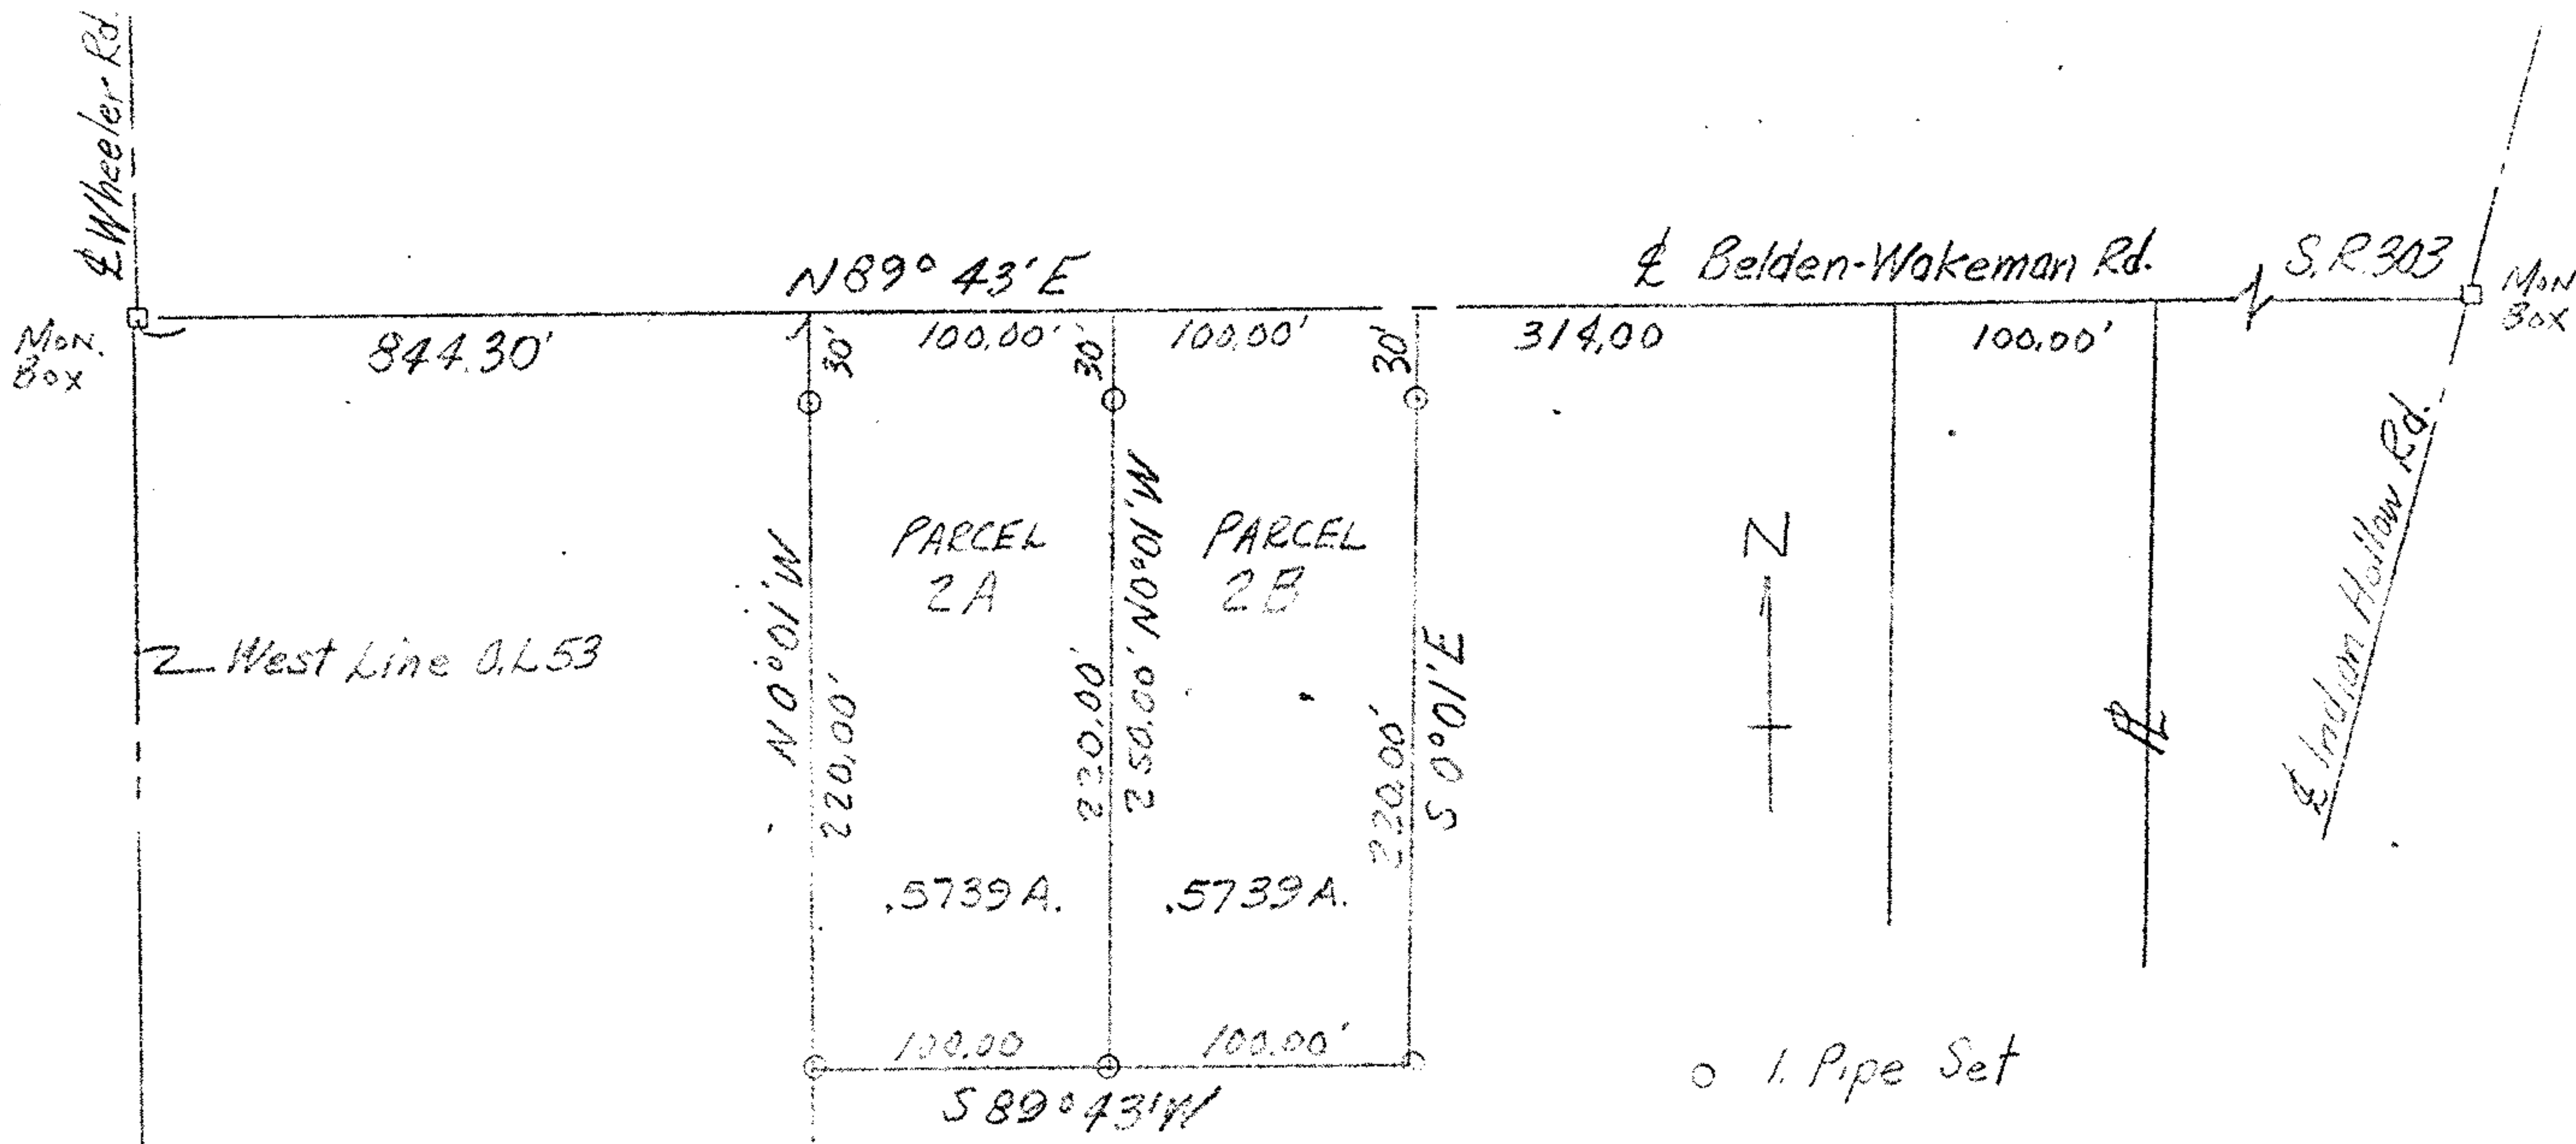 ℄ Wheeler Rd.
N 89° 43' E
℄ Belden-Wakeman Rd.
S.R. 303
MON.
BOX
MON
BOX
844.30'
30'
100.00'
30'
100.00'
30'
314.00
100.00'
PARCEL
2A
PARCEL
2B
N 0° 01' W
220.00'
220.00'
250.00' N0°01'W
220.00'
S 0° 01' E
N
West Line O.L 53
℄ Indian Hollow Rd.
PL
.5739 A.
.5739 A.
100.00
100.00'
S 89° 43' W
I. Pipe Set